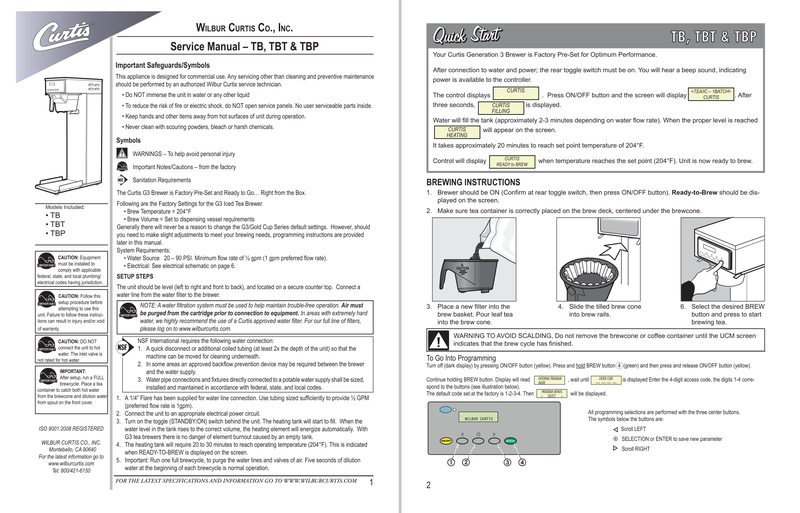 Curtis®
WILBUR CURTIS CO., INC.
Service Manual – TB, TBT & TBP
Important Safeguards/Symbols
This appliance is designed for commercial use. Any servicing other than cleaning and preventive maintenance
should be performed by an authorized Wilbur Curtis service technician.
• Do NOT immerse the unit in water or any other liquid
• To reduce the risk of fire or electric shock, do NOT open service panels. No user serviceable parts inside.
• Keep hands and other items away from hot surfaces of unit during operation.
• Never clean with scouring powders, bleach or harsh chemicals.
Symbols
WARNINGS – To help avoid personal injury
Important Notes/Cautions – from the factory
Sanitation Requirements
The Curtis G3 Brewer is Factory Pre-Set and Ready to Go... Right from the Box.
Following are the Factory Settings for the G3 Iced Tea Brewer.
• Brew Temperature = 204°F
• Brew Volume = Set to dispensing vessel requirements
Generally there will never be a reason to change the G3/Gold Cup Series default settings. However, should
you need to make slight adjustments to meet your brewing needs, programming instructions are provided
later in this manual.
System Requirements:
• Water Source 20 – 90 PSI. Minimum flow rate of ½ gpm (1 gpm preferred flow rate).
• Electrical: See electrical schematic on page 6.
SETUP STEPS
The unit should be level (left to right and front to back), and located on a secure counter top. Connect a
water line from the water filter to the brewer.
NOTE: A water filtration system must be used to help maintain trouble-free operation. Air must
be purged from the cartridge prior to connection to equipment. In areas with extremely hard
water, we highly recommend the use of a Curtis approved water filter. For our full line of filters,
please log on to www.wilburcurtis.com.
NSF
NSF International requires the following water connection:
1. A quick disconnect or additional coiled tubing (at least 2x the depth of the unit) so that the
machine can be moved for cleaning underneath.
2. In some areas an approved backflow prevention device may be required between the brewer
and the water supply.
3. Water pipe connections and fixtures directly connected to a potable water supply shall be sized,
installed and maintained in accordance with federal, state, and local codes.
1. A 1/4" Flare has been supplied for water line connection. Use tubing sized sufficiently to provide ½ GPM
(preferred flow rate is 1gpm).
2. Connect the unit to an appropriate electrical power circuit.
3. Turn on the toggle (STANDBY/ON) switch behind the unit. The heating tank will start to fill. When the
water level in the tank rises to the correct volume, the heating element will energize automatically. With
G3 tea brewers there is no danger of element burnout caused by an empty tank.
4. The heating tank will require 20 to 30 minutes to reach operating temperature (204°F). This is indicated
when READY-TO-BREW is displayed on the screen.
5. Important: Run one full brewcycle, to purge the water lines and valves of air. Five seconds of dilution
water at the beginning of each brewcycle is normal operation.
Models Included:
• TB
• TBT
• TBP
CAUTION: Equipment
must be installed to
comply with applicable
federal, state, and local plumbing/
electrical codes having jurisdiction.
CAUTION: Follow this
setup procedure before
attempting to use this
unit. Failure to follow these instruc-
tions can result in injury and/or void
of warranty.
CAUTION: DO NOT
connect the unit to hot
water. The inlet valve is
not rated for hot water.
IMPORTANT:
After setup, run a FULL
brewcycle. Place a tea
container to catch both hot water
from the brewcone and dilution water
from spout on the front cover.
ISO 9001:2008 REGISTERED
WILBUR CURTIS CO., INC.
Montebello, CA 90640
For the latest information go to
www.wilburcurtis.com
Tel: 800/421-6150
FOR THE LATEST SPECIFICATIONS AND INFORMATION GO TO WWW.WILBURCURTIS.COM
1
Quick Start
TB, TBT & TBP
Your Curtis Generation 3 Brewer is Factory Pre-Set for Optimum Performance.
After connection to water and power; the rear toggle switch must be on. You will hear a beep sound, indicating
power is available to the controller.
The control displays CURTIS . Press ON/OFF button and the screen will display <TEA/IC – 1BATCH> CURTIS . After
three seconds, CURTIS FILLING is displayed.
Water will fill the tank (approximately 2-3 minutes depending on water flow rate). When the proper level is reached
CURTIS HEATING will appear on the screen.
It takes approximately 20 minutes to reach set point temperature of 204°F.
Control will display CURTIS READY to BREW when temperature reaches the set point (204°F). Unit is now ready to brew.
BREWING INSTRUCTIONS
1. Brewer should be ON (Confirm at rear toggle switch, then press ON/OFF button). Ready-to-Brew should be dis-
played on the screen.
2. Make sure tea container is correctly placed on the brew deck, centered under the brewcone.
3. Place a new filter into the
brew basket. Pour leaf tea
into the brew cone.
4. Slide the tilled brew cone
into brew rails.
6. Select the desired BREW
button and press to start
brewing tea.
WARNING TO AVOID SCALDING, Do not remove the brewcone or coffee container until the UCM screen
indicates that the brew cycle has finished.
To Go Into Programming
Turn off (dark display) by pressing ON/OFF button (yellow). Press and hold BREW button 4 (green) and then press and release ON/OFF button (yellow).
Continue holding BREW button. Display will read ENTERING PROGRAM MODE , wait until ENTER CODE is displayed Enter the 4-digit access code, the digits 1-4 corre-
spond to the buttons (see illustration below).
The default code set at the factory is 1-2-3-4. Then PROGRAM MENUS < SELECT > will be displayed.
WILBUR CURTIS
ON/OFF
BREW
1 2 3 4
All programming selections are performed with the three center buttons.
The symbols below the buttons are:
Scroll LEFT
SELECTION or ENTER to save new parameter
Scroll RIGHT
2